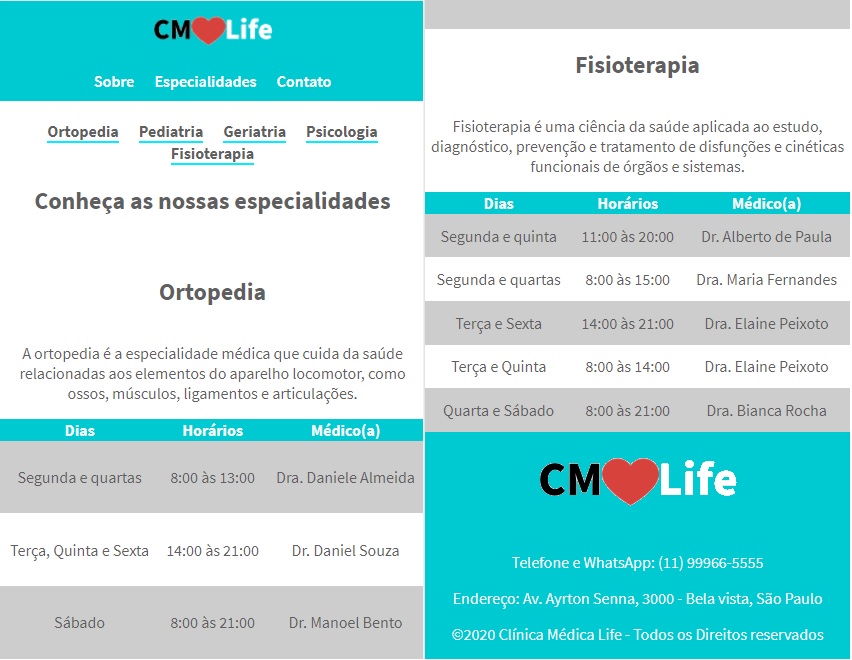 CM Life
Sobre Especialidades Contato
Ortopedia Pediatria Geriatria Psicologia
Fisioterapia
Conheça as nossas especialidades
Ortopedia
A ortopedia é a especialidade médica que cuida da saúde
relacionadas aos elementos do aparelho locomotor, como
ossos, músculos, ligamentos e articulações.
Dias Horários Médico(a)
Segunda e quartas 8:00 às 13:00 Dra. Daniele Almeida
Terça, Quinta e Sexta 14:00 às 21:00 Dr. Daniel Souza
Sábado 8:00 às 21:00 Dr. Manoel Bento
Fisioterapia
Fisioterapia é uma ciência da saúde aplicada ao estudo,
diagnóstico, prevenção e tratamento de disfunções e cinéticas
funcionais de órgãos e sistemas.
Dias Horários Médico(a)
Segunda e quinta 11:00 às 20:00 Dr. Alberto de Paula
Segunda e quartas 8:00 às 15:00 Dra. Maria Fernandes
Terça e Sexta 14:00 às 21:00 Dra. Elaine Peixoto
Terça e Quinta 8:00 às 14:00 Dra. Elaine Peixoto
Quarta e Sábado 8:00 às 21:00 Dra. Bianca Rocha
CM Life
Telefone e WhatsApp: (11) 99966-5555
Endereço: Av. Ayrton Senna, 3000 - Bela vista, São Paulo
©2020 Clínica Médica Life - Todos os Direitos reservados